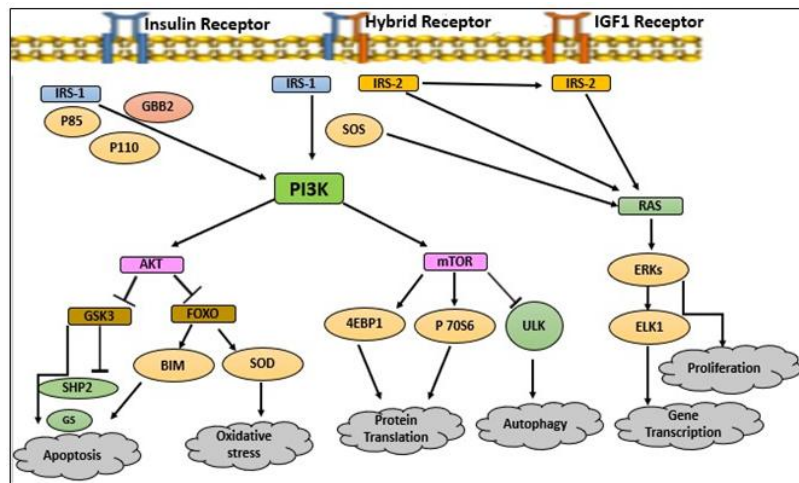 Insulin Receptor
Hybrid Receptor
IGF1 Receptor
IRS-1
GBB2
P85
P110
IRS-1
IRS-2
IRS-2
SOS
PI3K
RAS
AKT
mTOR
ERKs
GSK3
FOXO
4EBP1
P 70S6
ULK
ELK1
SHP2
BIM
SOD
Proliferation
GS
Apoptosis
Oxidative
stress
Protein
Translation
Autophagy
Gene
Transcription